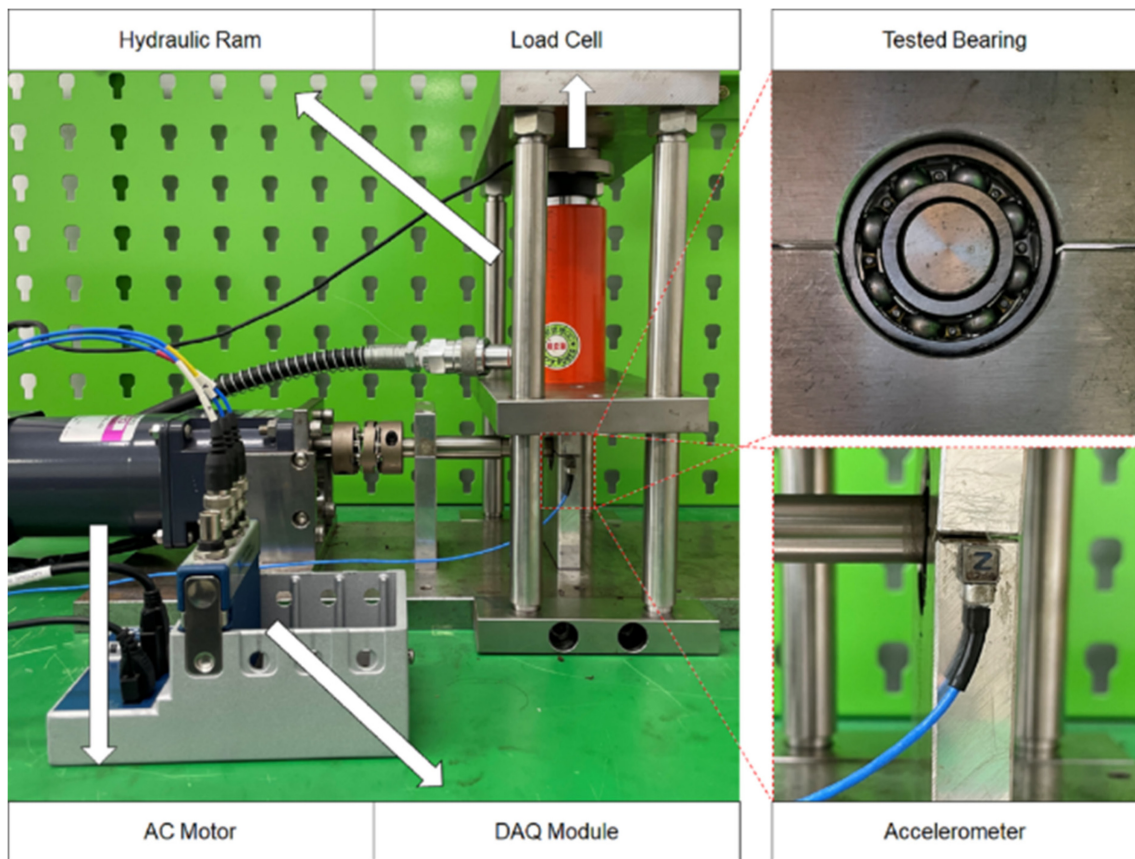 Hydraulic Ram
Load Cell
Tested Bearing
Z
AC Motor
DAQ Module
Accelerometer